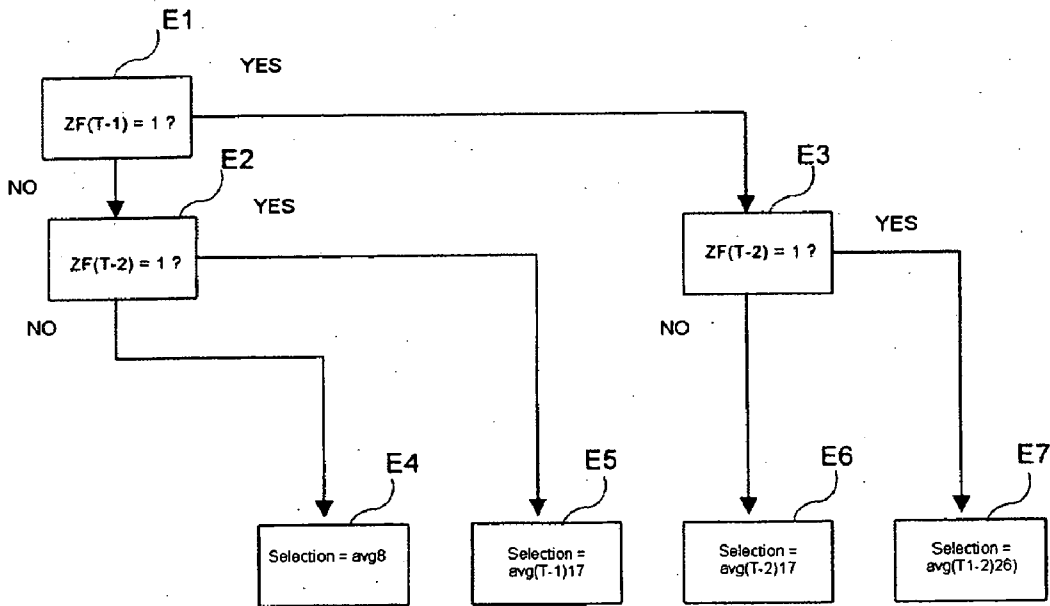 E1
YES
ZF(T-1) = 1 ?
NO
E2
YES
ZF(T-2) = 1 ?
NO
E3
YES
ZF(T-2) = 1 ?
NO
E4
Selection = avg8
E5
Selection =
avg(T-1)17
E6
Selection =
avg(T-2)17
E7
Selection =
avg(T1-2)26)